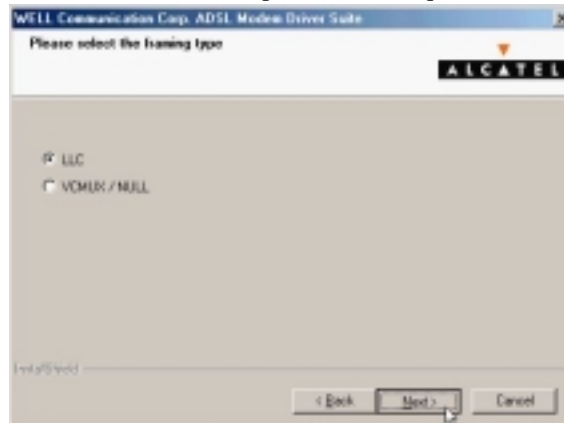 WELL Communication Corp. ADSL Modem Driver Suite
Please select the framing type
ALCATEL
LLC
VCMUX / NULL
InstallShield
< Back
Next >
Cancel